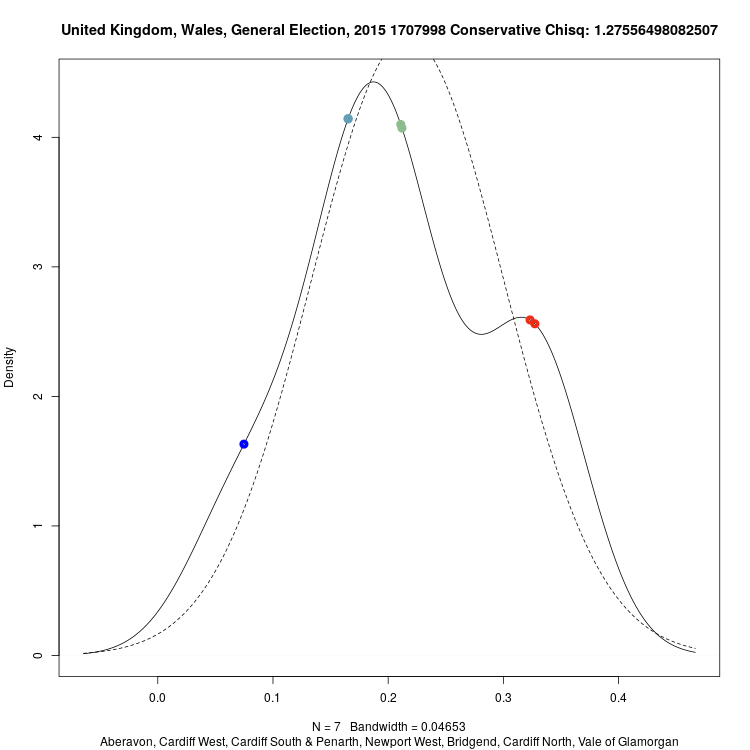 United Kingdom, Wales, General Election, 2015 1707998 Conservative Chisq: 1.27556498082507
Density
4
3
2
1
0
0.0 0.1 0.2 0.3 0.4
N = 7 Bandwidth = 0.04653
Aberavon, Cardiff West, Cardiff South & Penarth, Newport West, Bridgend, Cardiff North, Vale of Glamorgan